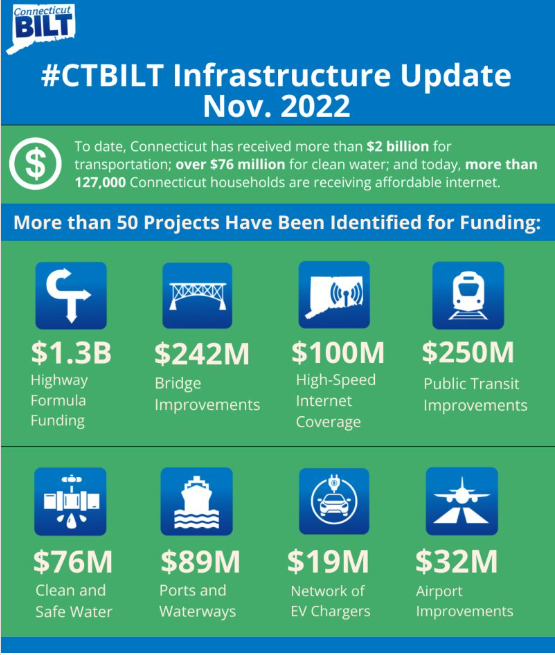 Connecticut
BILT
#CTBILT Infrastructure Update
Nov. 2022
$
To date, Connecticut has received more than $2 billion for
transportation; over $76 million for clean water; and today, more than
127,000 Connecticut households are receiving affordable internet.
More than 50 Projects Have Been Identified for Funding:
$1.3B
Highway
Formula
Funding
$242M
Bridge
Improvements
$100M
High-Speed
Internet
Coverage
$250M
Public Transit
Improvements
$76M
Clean and
Safe Water
$89M
Ports and
Waterways
$19M
Network of
EV Chargers
$32M
Airport
Improvements